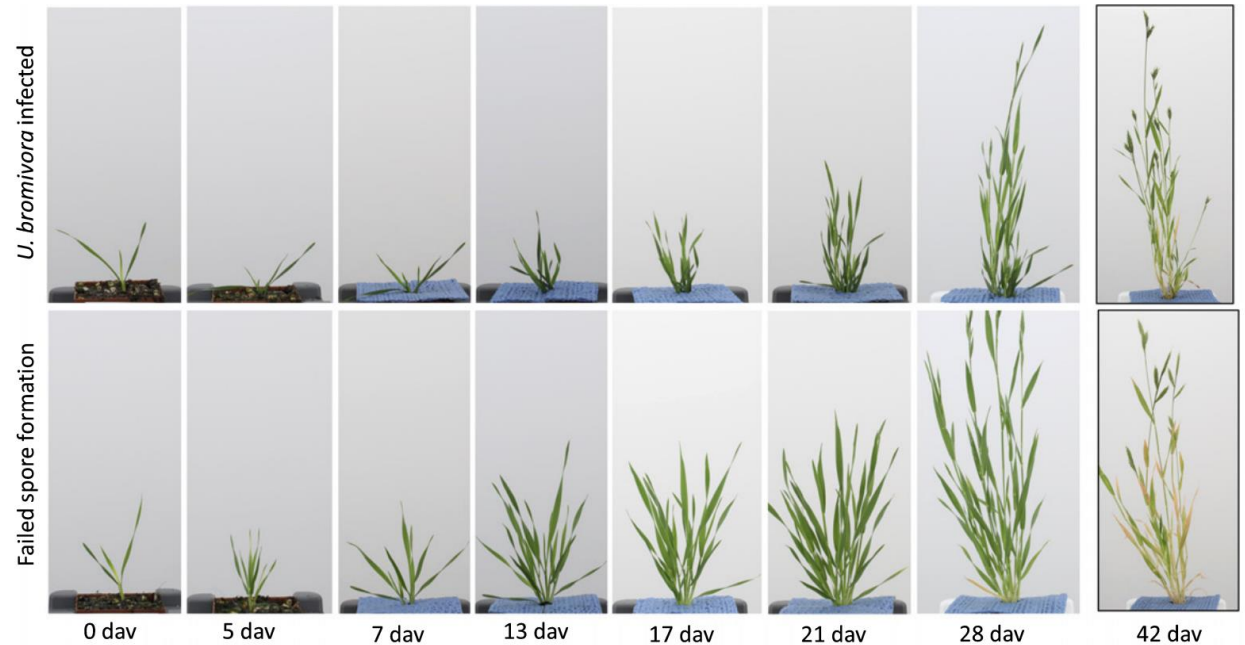 U. bromivora infected
Failed spore formation
0 dav
5 dav
7 dav
13 dav
17 dav
21 dav
28 dav
42 dav